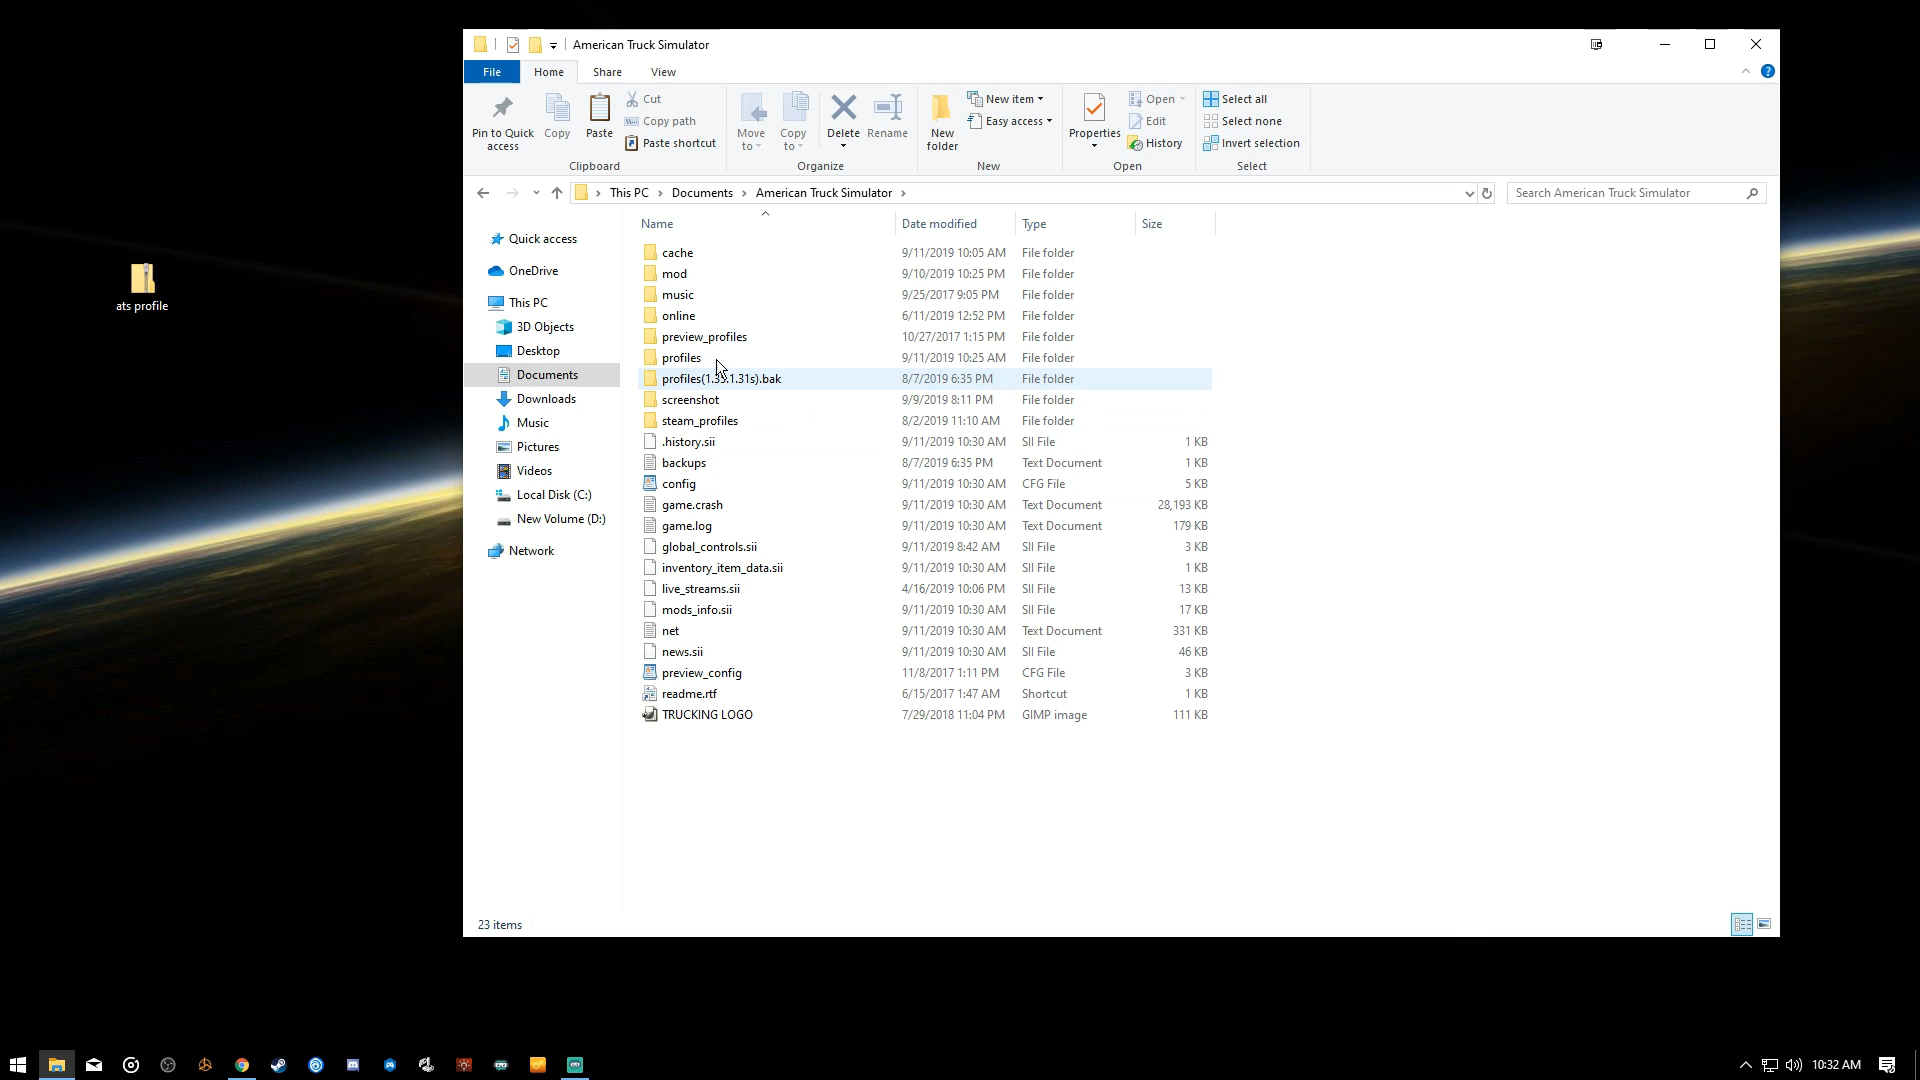 American Truck Simulator
File Home Share View
Pin to Quick access
Copy
Paste
Cut
Copy path
Paste shortcut
Clipboard
Move to
Copy to
Delete
Rename
Organize
New folder
New item
Easy access
New
Properties
Open
Edit
History
Open
Select all
Select none
Invert selection
Select
This PC > Documents > American Truck Simulator >
Search American Truck Simulator
Name Date modified Type Size
Quick access
OneDrive
This PC
3D Objects
Desktop
Documents
Downloads
Music
Pictures
Videos
Local Disk (C:)
New Volume (D:)
Network
ats profile
cache 9/11/2019 10:05 AM File folder
mod 9/10/2019 10:25 PM File folder
music 9/25/2017 9:05 PM File folder
online 6/11/2019 12:52 PM File folder
preview_profiles 10/27/2017 1:15 PM File folder
profiles 9/11/2019 10:25 AM File folder
profiles(1.35.1.31s).bak 8/7/2019 6:35 PM File folder
screenshot 9/9/2019 8:11 PM File folder
steam_profiles 8/2/2019 11:10 AM File folder
.history.sii 9/11/2019 10:30 AM SII File 1 KB
backups 8/7/2019 6:35 PM Text Document 1 KB
config 9/11/2019 10:30 AM CFG File 5 KB
game.crash 9/11/2019 10:30 AM Text Document 28,193 KB
game.log 9/11/2019 10:30 AM Text Document 179 KB
global_controls.sii 9/11/2019 8:42 AM SII File 3 KB
inventory_item_data.sii 9/11/2019 10:30 AM SII File 1 KB
live_streams.sii 4/16/2019 10:06 PM SII File 13 KB
mods_info.sii 9/11/2019 10:30 AM SII File 17 KB
net 9/11/2019 10:30 AM Text Document 331 KB
news.sii 9/11/2019 10:30 AM SII File 46 KB
preview_config 11/8/2017 1:11 PM CFG File 3 KB
readme.rtf 6/15/2017 1:47 AM Shortcut 1 KB
TRUCKING LOGO 7/29/2018 11:04 PM GIMP image 111 KB
23 items
10:32 AM